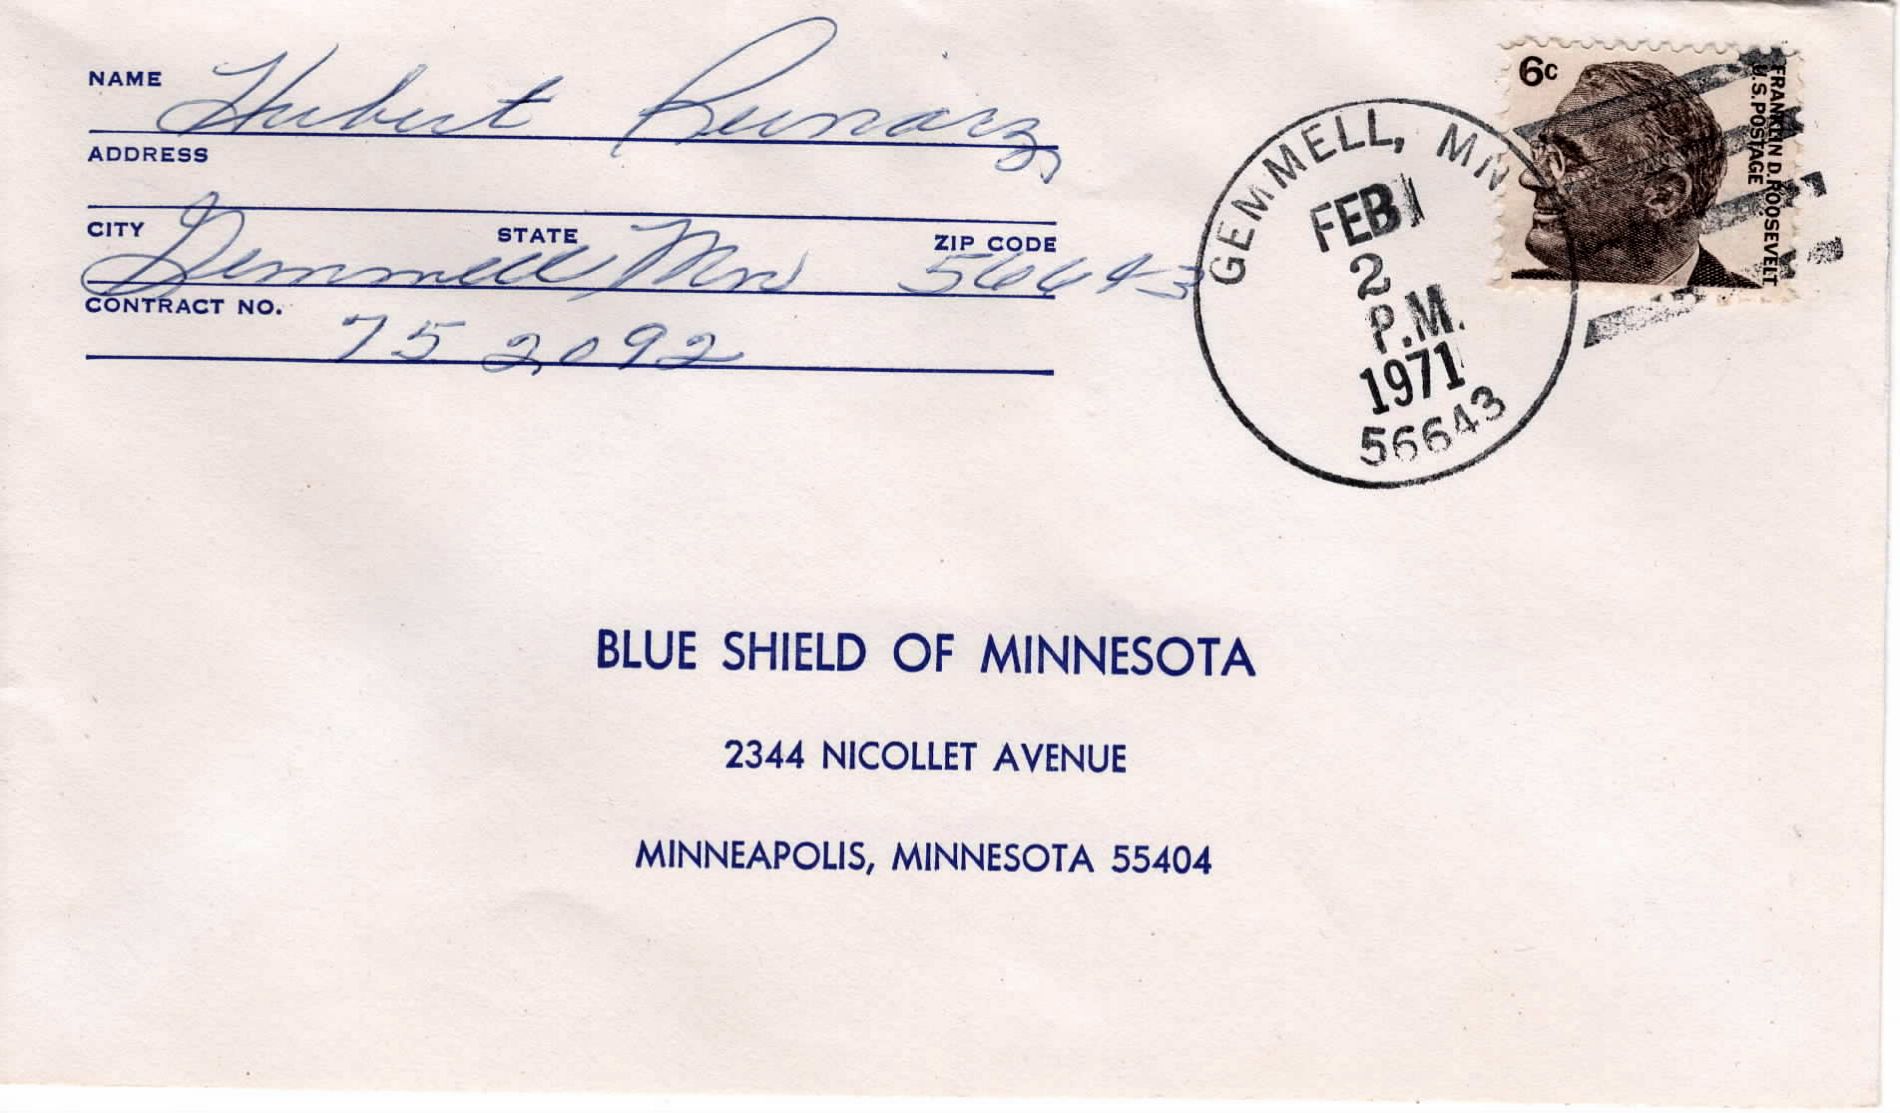 NAME Hubert Reinarz,
ADDRESS
CITY STATE ZIP CODE
Gemmell Mn 56643
CONTRACT NO.
75 2092
6c
FRANKLIN D. ROOSEVELT
U.S. POSTAGE
GEMMELL, MN
FEB
2
P.M.
1971
56643
BLUE SHIELD OF MINNESOTA
2344 NICOLLET AVENUE
MINNEAPOLIS, MINNESOTA 55404